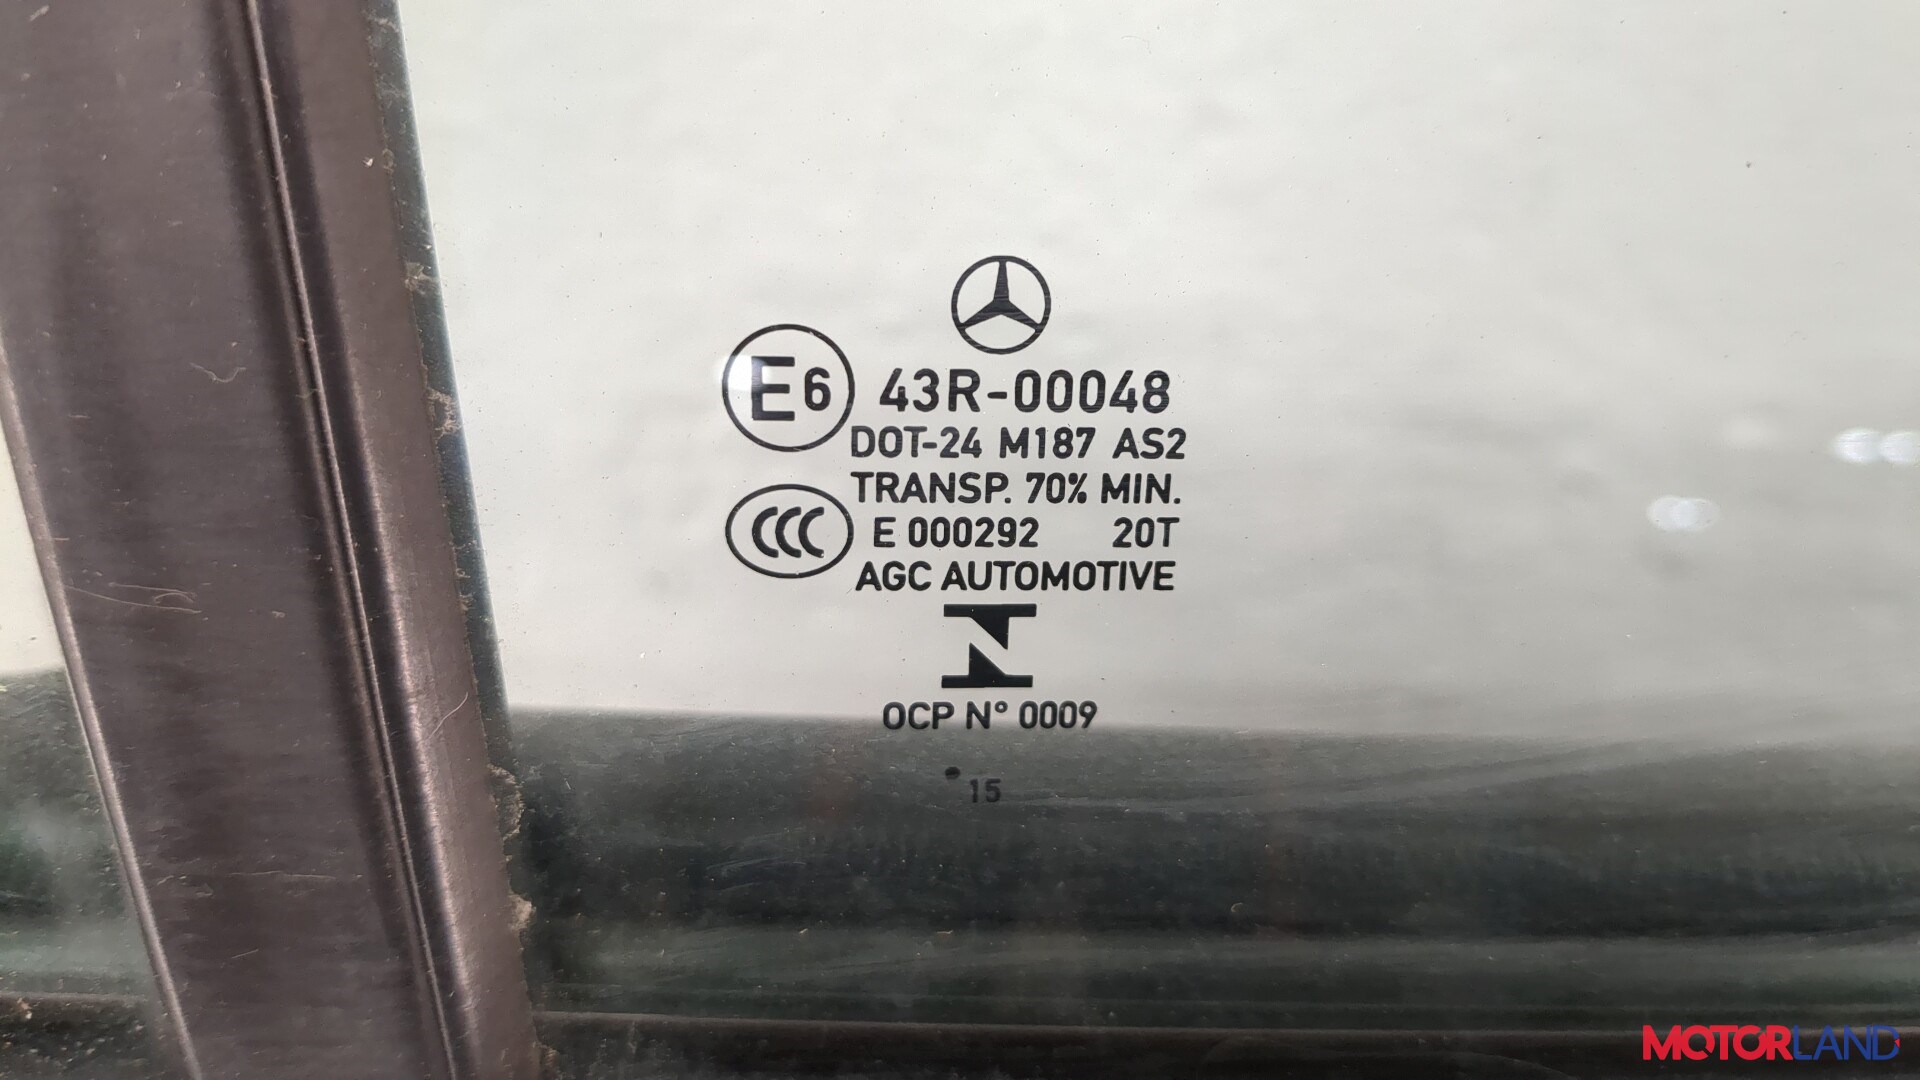 E6 43R-00048
DOT-24 M187 AS2
TRANSP. 70% MIN.
CCC E 000292 20T
AGC AUTOMOTIVE
OCP N° 0009
. 15
MOTORLAND